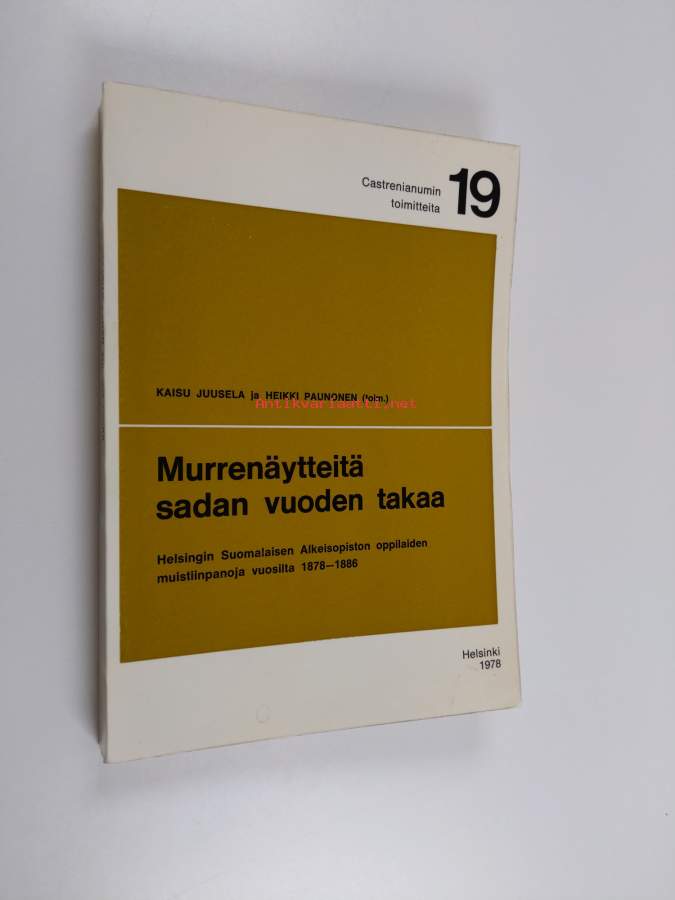 Castrenianumin
toimitteita
19
KAISU JUUSELA ja HEIKKI PAUNONEN (toim.)
Antikvariaatti.net
Murrenäytteitä
sadan vuoden takaa
Helsingin Suomalaisen Alkeisopiston oppilaiden
muistiinpanoja vuosilta 1878—1886
Helsinki
1978